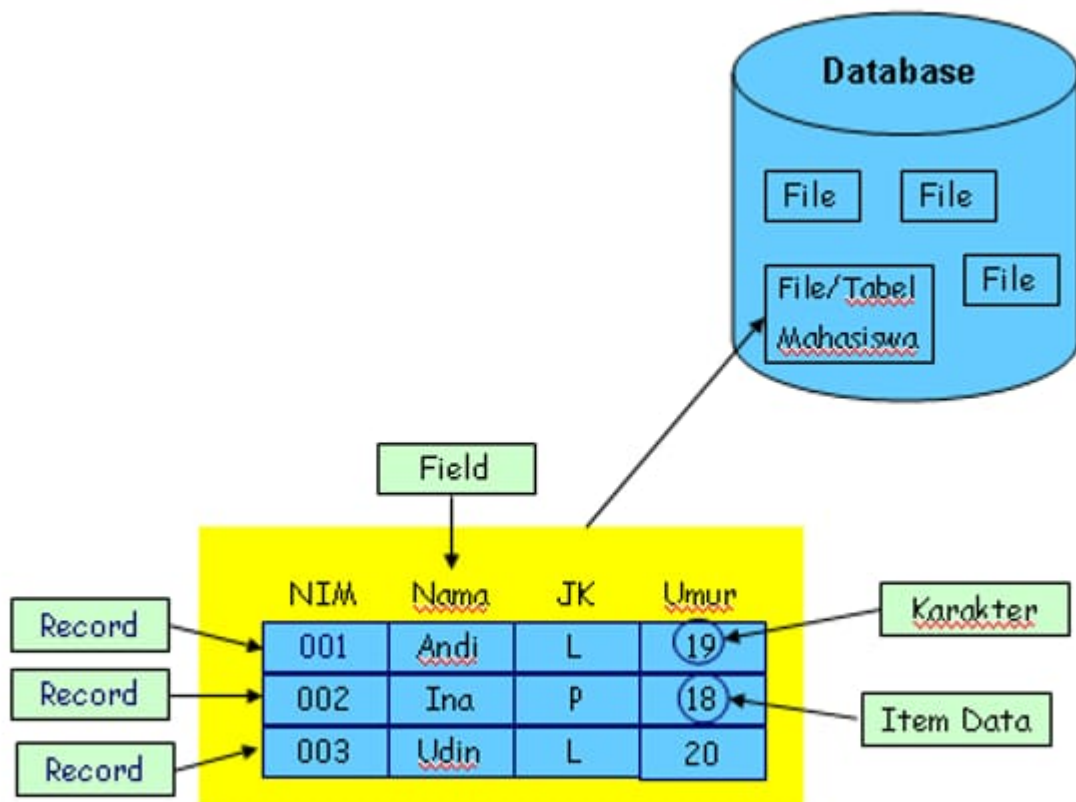 Database
File
File
File/Tabel
Mahasiswa
File
Field
NIM Nama JK Umur
Record
001 Andi L 19
Karakter
Record
002 Ina P 18
Item Data
Record
003 Udin L 20